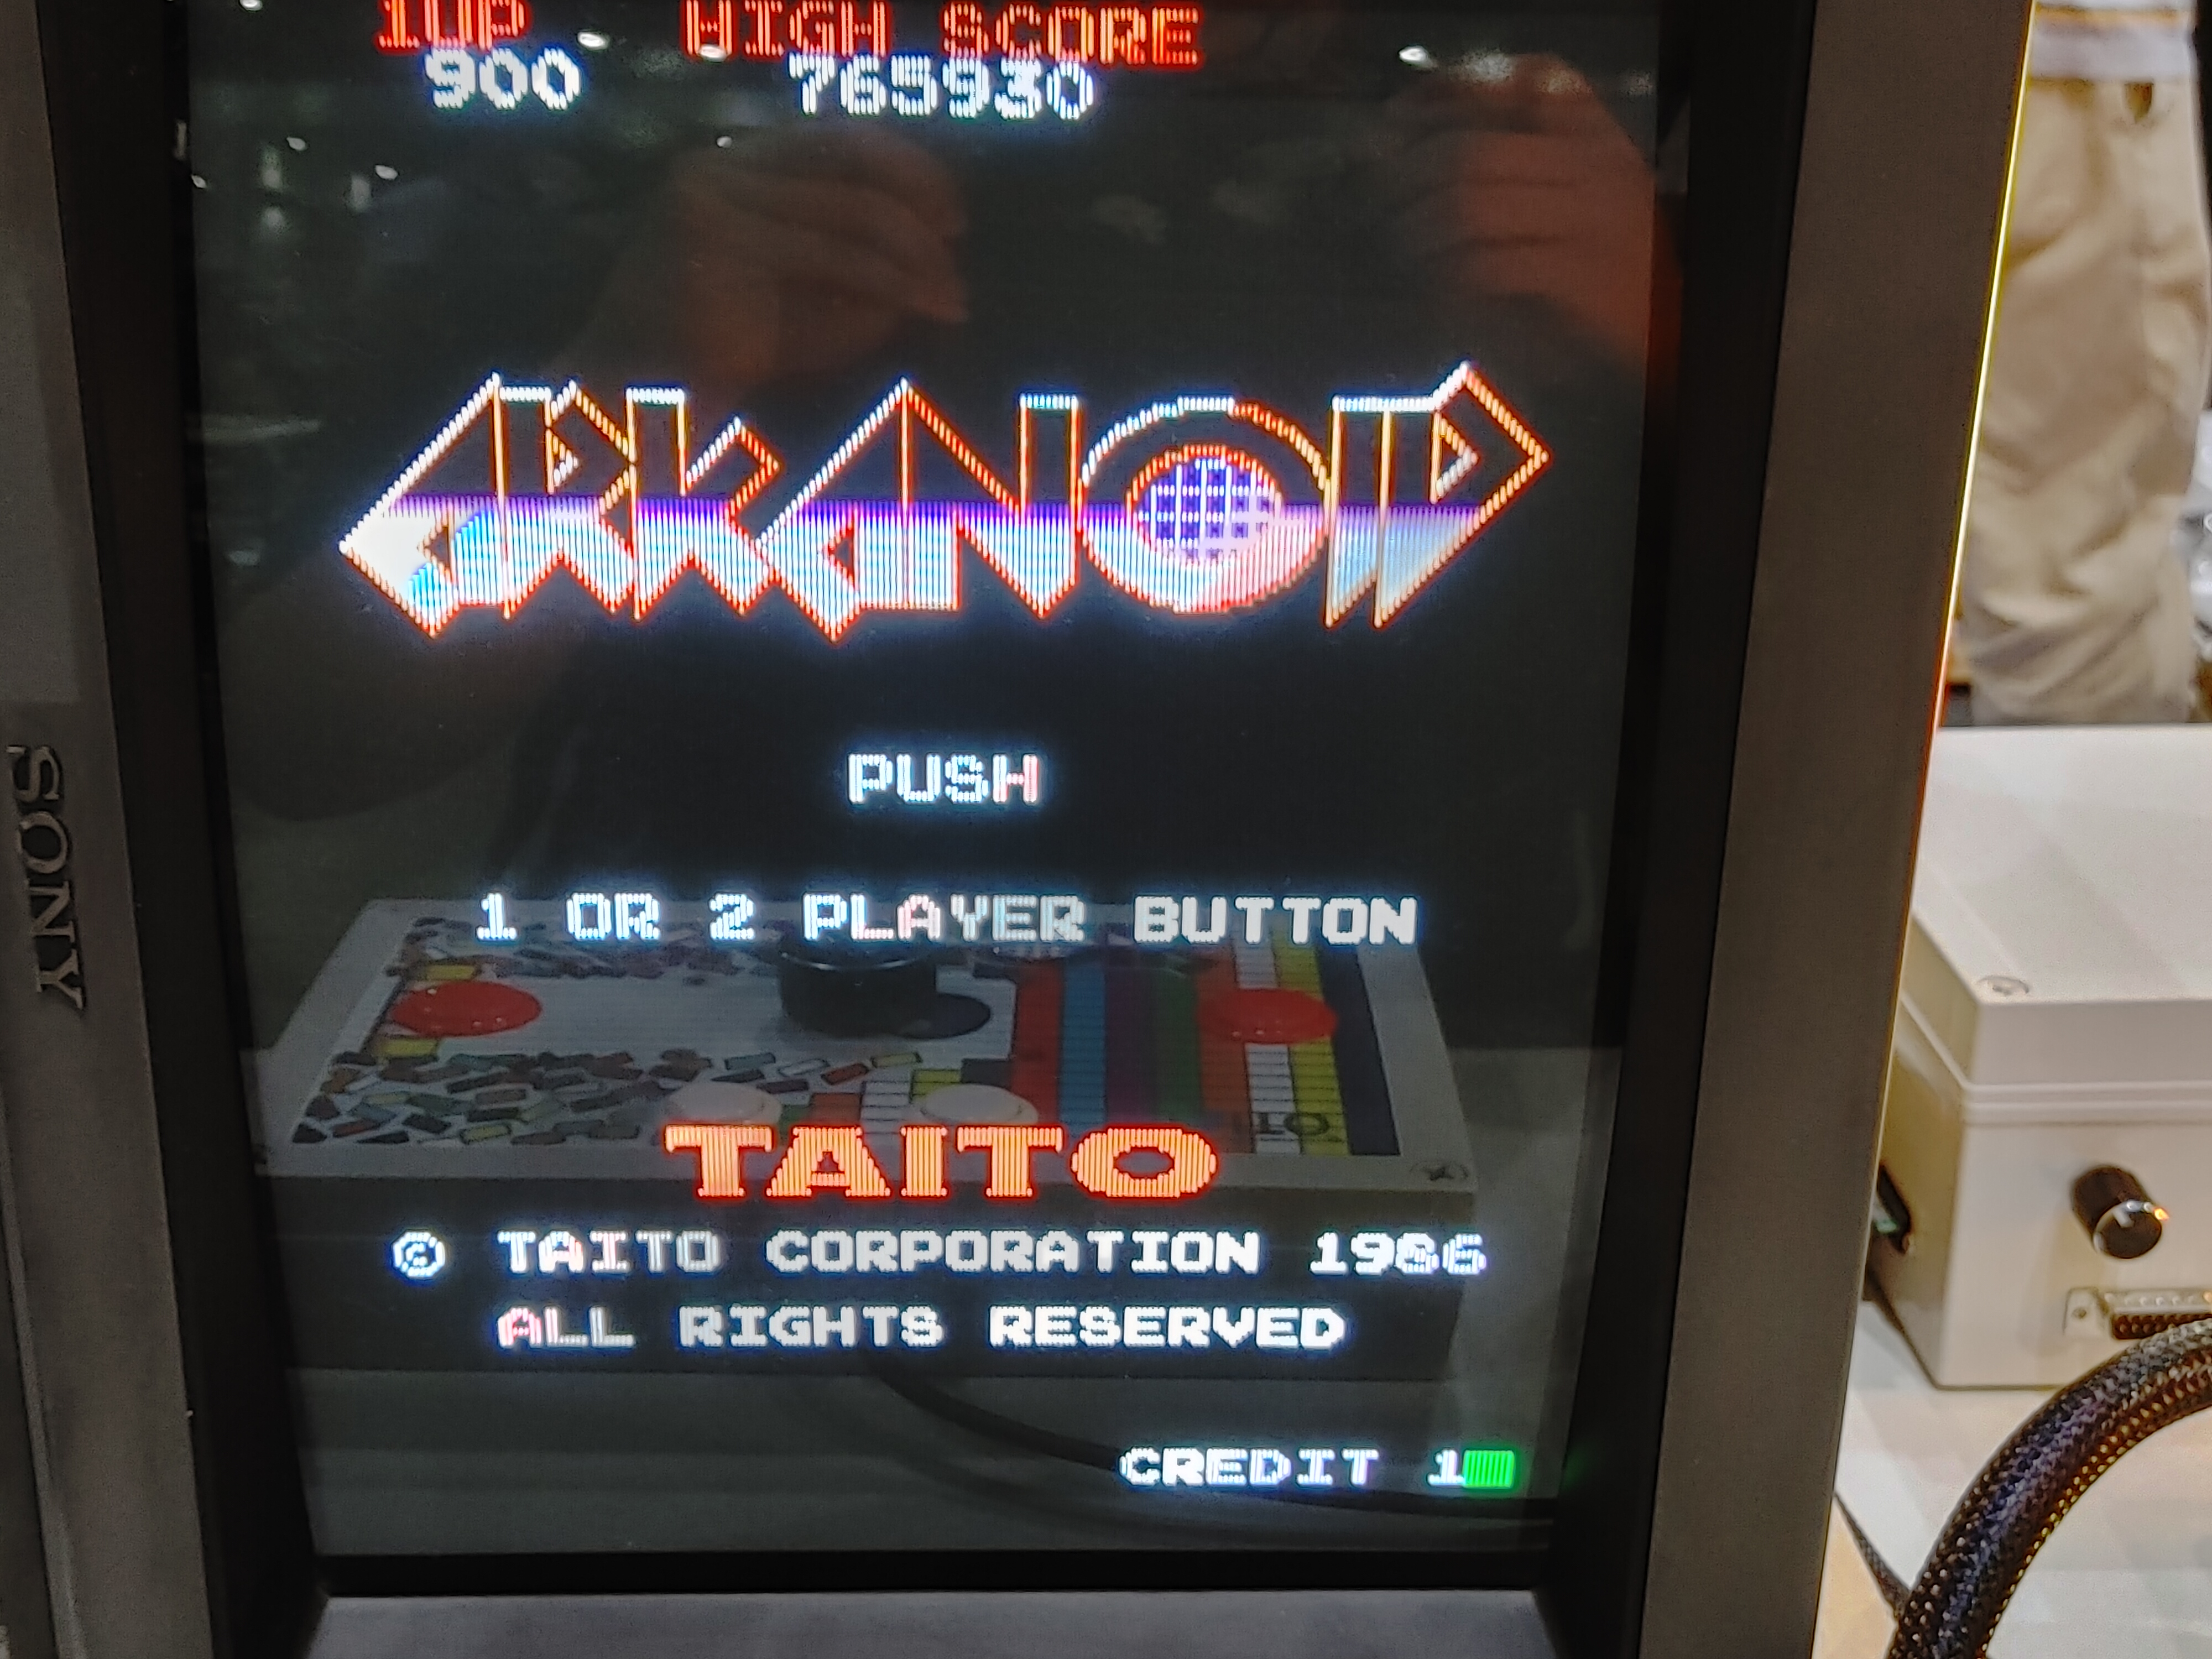 1UP HIGH SCORE
900 765930
ARKANOID
PUSH
1 OR 2 PLAYER BUTTON
TAITO
© TAITO CORPORATION 1986
ALL RIGHTS RESERVED
CREDIT 1
SONY